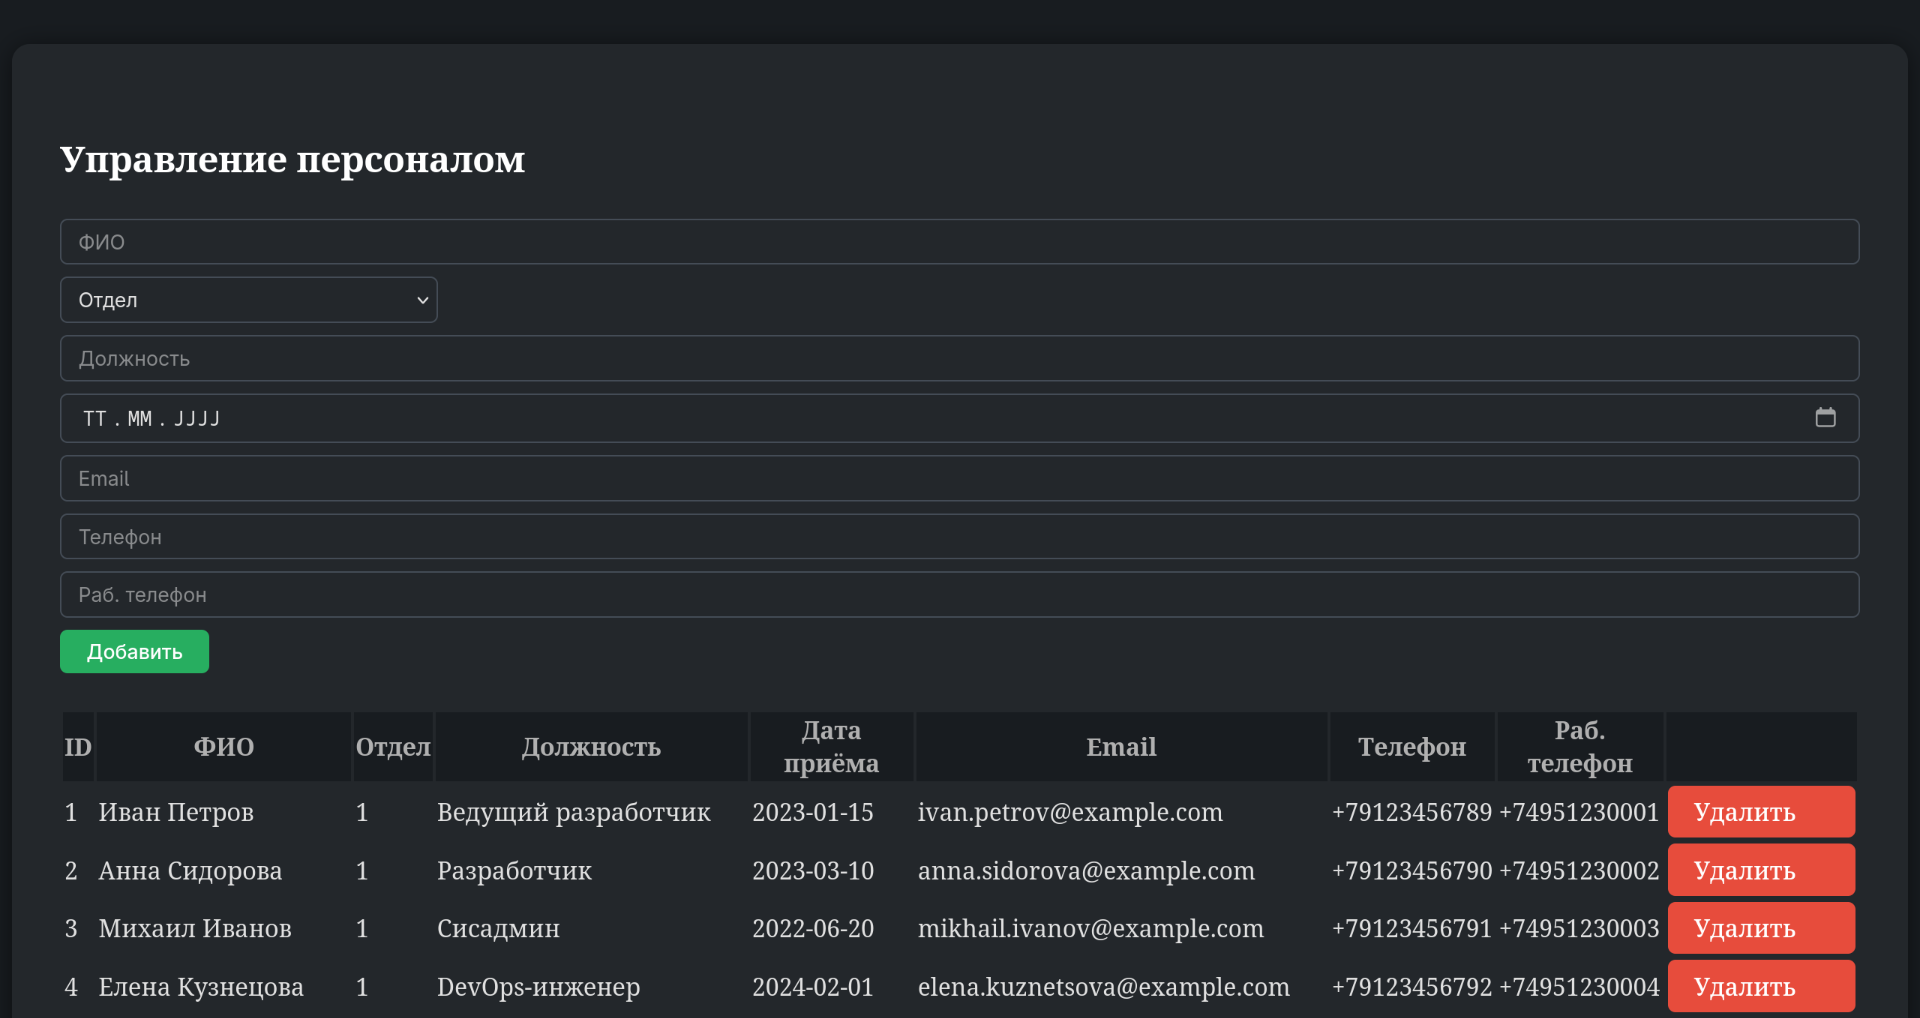 Управление персоналом
ФИО
Отдел
Должность
TT . MM . JJJJ
Email
Телефон
Раб. телефон
Добавить
ID ФИО Отдел Должность Дата приёма Email Телефон Раб. телефон
1 Иван Петров 1 Ведущий разработчик 2023-01-15 ivan.petrov@example.com +79123456789 +74951230001 Удалить
2 Анна Сидорова 1 Разработчик 2023-03-10 anna.sidorova@example.com +79123456790 +74951230002 Удалить
3 Михаил Иванов 1 Сисадмин 2022-06-20 mikhail.ivanov@example.com +79123456791 +74951230003 Удалить
4 Елена Кузнецова 1 DevOps-инженер 2024-02-01 elena.kuznetsova@example.com +79123456792 +74951230004 Удалить